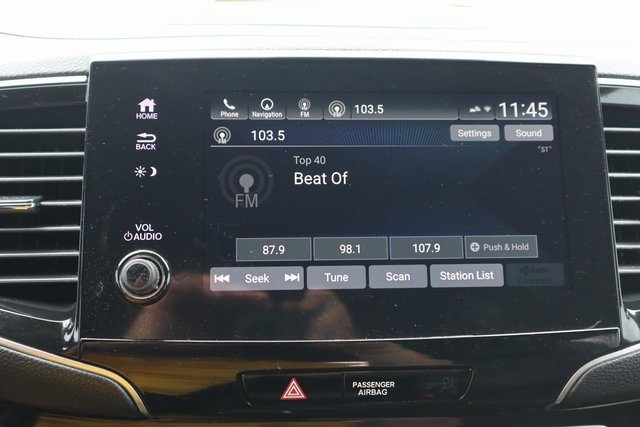 HOME
BACK
VOL
AUDIO
Phone Navigation FM 103.5 11:45
103.5 Settings Sound
"ST"
Top 40
Beat Of
FM
87.9 98.1 107.9 Push & Hold
Seek Tune Scan Station List
PASSENGER
AIRBAG